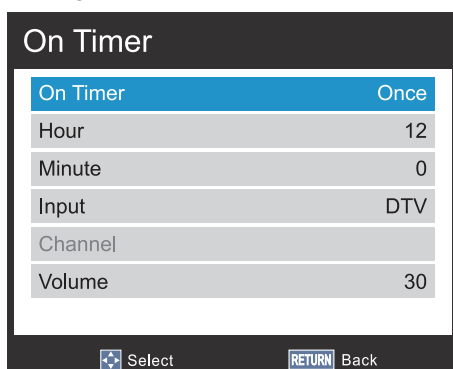 On Timer
On Timer Once
Hour 12
Minute 0
Input DTV
Channel
Volume 30
Select RETURN Back